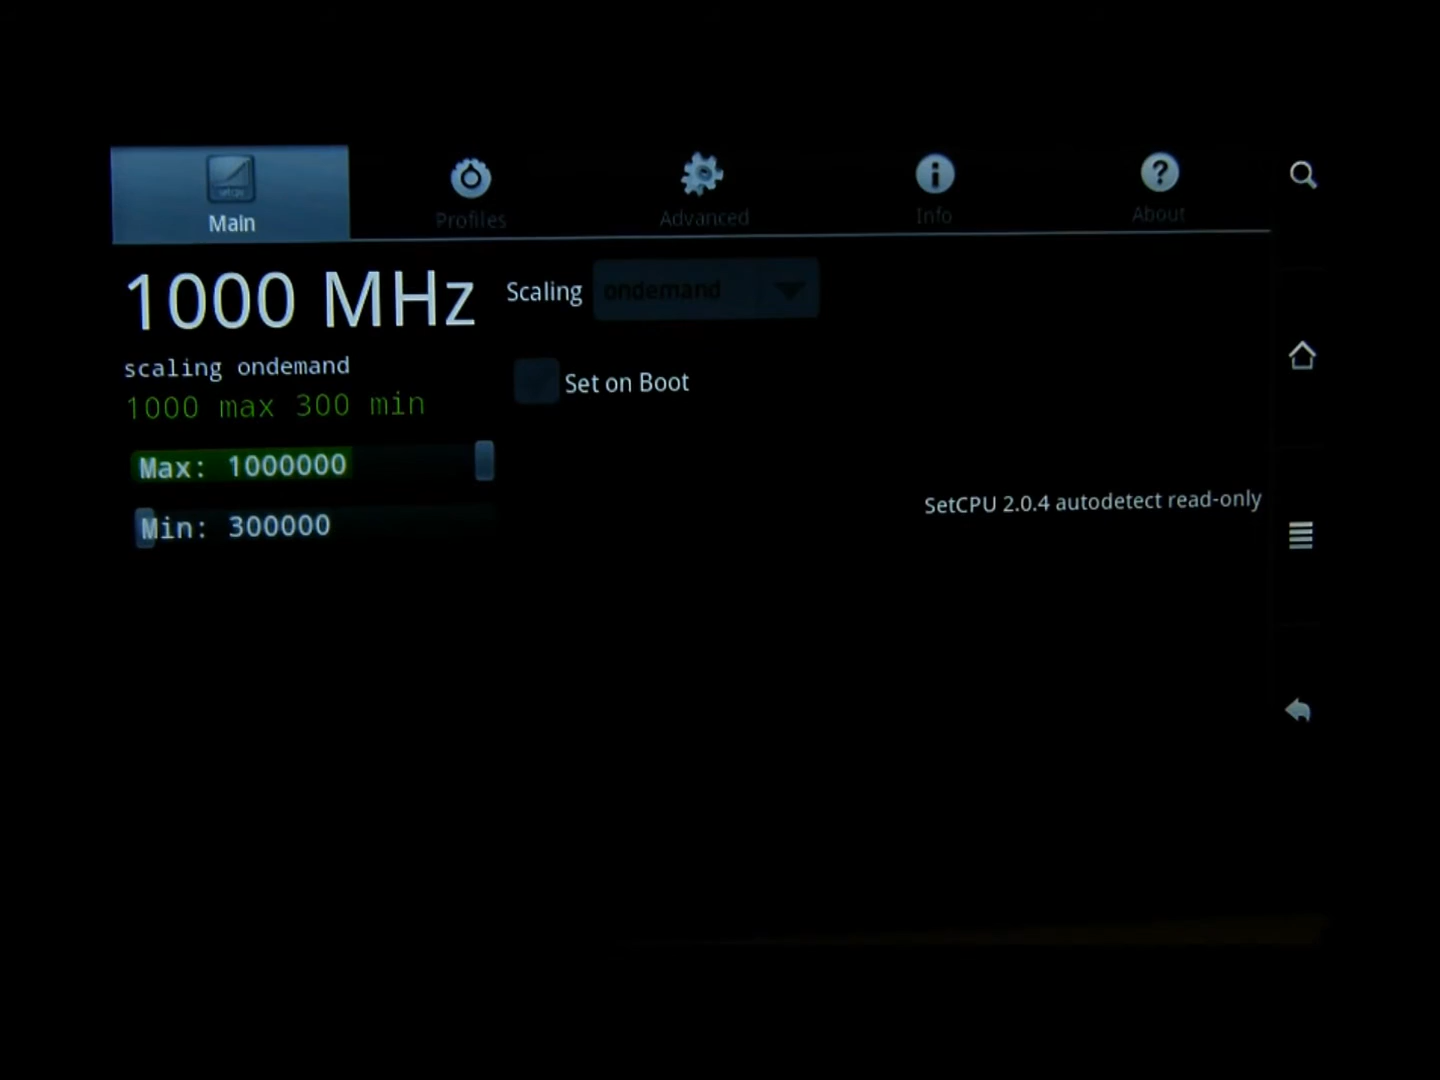 Main
Profiles
Advanced
Info
About
1000 MHz
scaling ondemand
1000 max 300 min
Max: 1000000
Min: 300000
Scaling
ondemand
Set on Boot
SetCPU 2.0.4 autodetect read-only